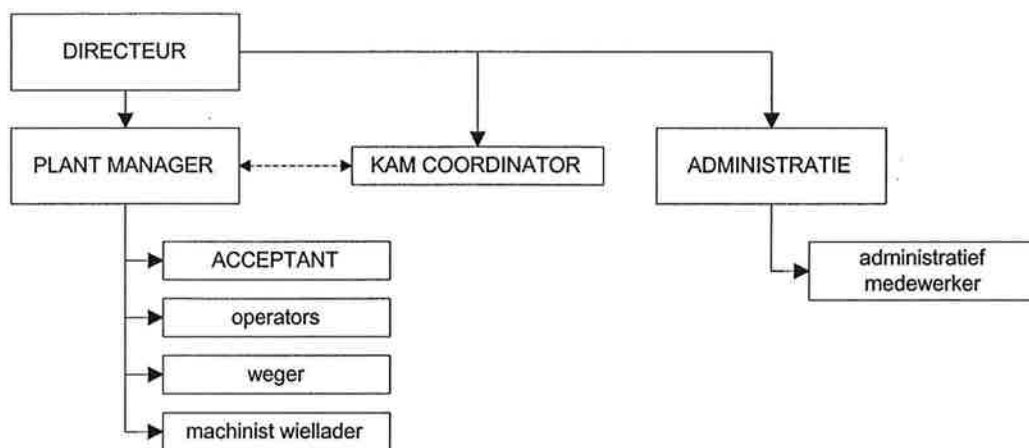 DIRECTEUR
PLANT MANAGER
KAM COORDINATOR
ADMINISTRATIE
ACCEPTANT
operators
weger
machinist wiellader
administratief
medewerker